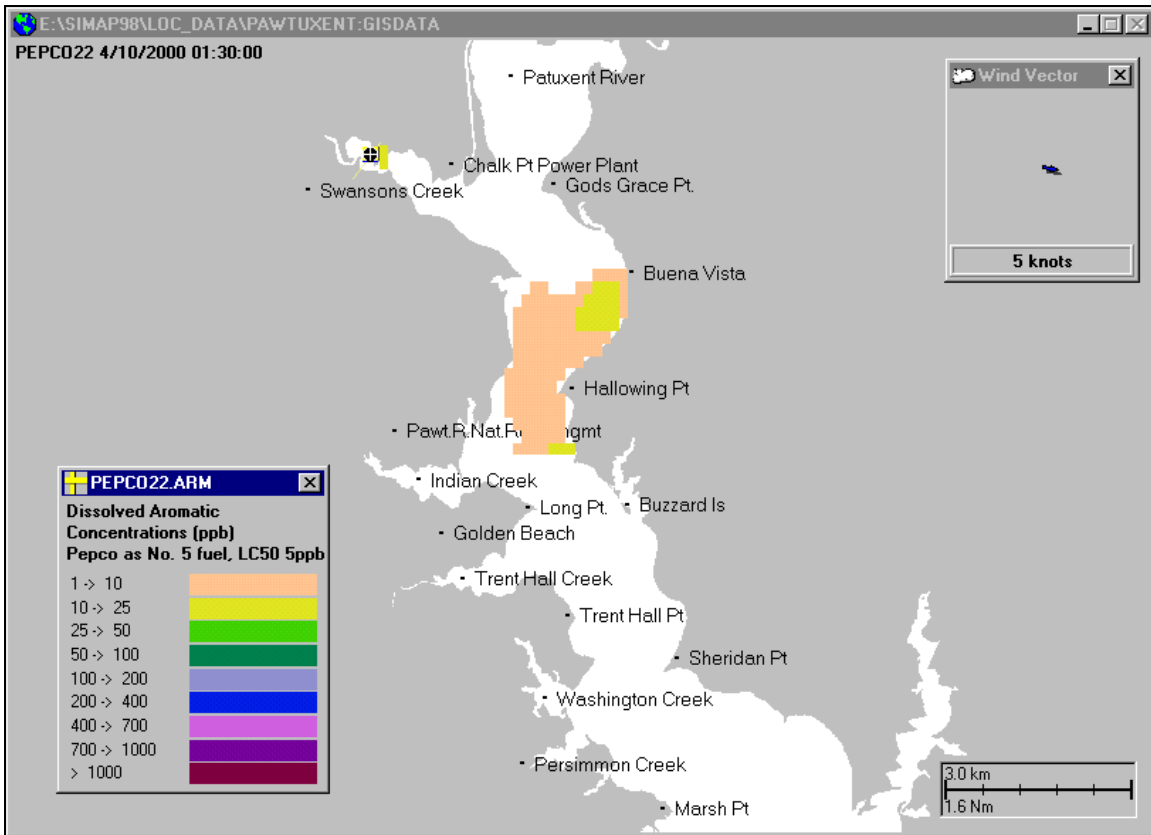 E:\SIMAP98\LOC_DATA\PAWTUXENT:GISDATA
PEPCO22 4/10/2000 01:30:00
Patuxent River
Wind Vector
5 knots
Chalk Pt Power Plant
Gods Grace Pt.
Swansons Creek
Buena Vista
Hallowing Pt
Pawt.R.Nat.R ngmt
Indian Creek
Long Pt.
Buzzard Is
Golden Beach
Trent Hall Creek
Trent Hall Pt
Sheridan Pt
Washington Creek
Persimmon Creek
Marsh Pt
PEPCO22.ARM
Dissolved Aromatic
Concentrations (ppb)
Pepco as No. 5 fuel, LC50 5ppb
1 -> 10
10 -> 25
25 -> 50
50 -> 100
100 -> 200
200 -> 400
400 -> 700
700 -> 1000
> 1000
3.0 km
1.6 Nm